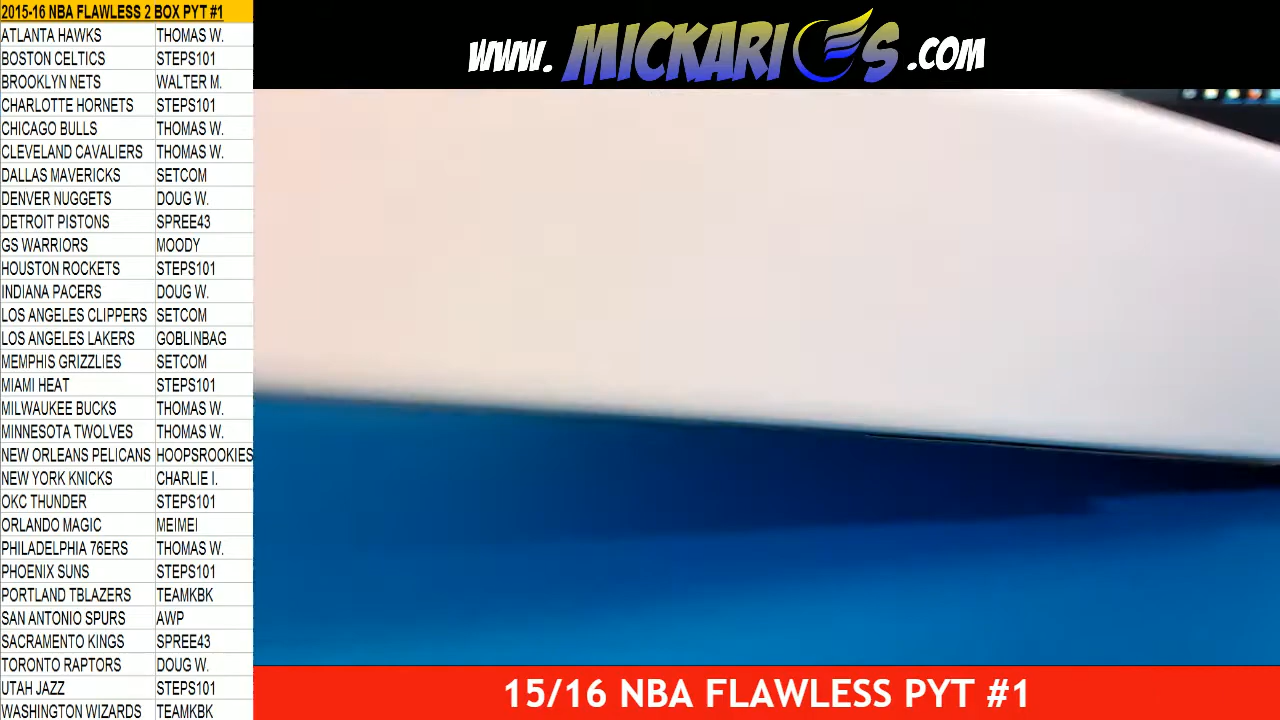 2015-16 NBA FLAWLESS 2 BOX PYT #1
ATLANTA HAWKS THOMAS W.
BOSTON CELTICS STEPS101
BROOKLYN NETS WALTER M.
CHARLOTTE HORNETS STEPS101
CHICAGO BULLS THOMAS W.
CLEVELAND CAVALIERS THOMAS W.
DALLAS MAVERICKS SETCOM
DENVER NUGGETS DOUG W.
DETROIT PISTONS SPREE43
GS WARRIORS MOODY
HOUSTON ROCKETS STEPS101
INDIANA PACERS DOUG W.
LOS ANGELES CLIPPERS SETCOM
LOS ANGELES LAKERS GOBLINBAG
MEMPHIS GRIZZLIES SETCOM
MIAMI HEAT STEPS101
MILWAUKEE BUCKS THOMAS W.
MINNESOTA TWOLVES THOMAS W.
NEW ORLEANS PELICANS HOOPSROOKIES
NEW YORK KNICKS CHARLIE I.
OKC THUNDER STEPS101
ORLANDO MAGIC MEIMEI
PHILADELPHIA 76ERS THOMAS W.
PHOENIX SUNS STEPS101
PORTLAND TBLAZERS TEAMKBK
SAN ANTONIO SPURS AWP
SACRAMENTO KINGS SPREE43
TORONTO RAPTORS DOUG W.
UTAH JAZZ STEPS101
WASHINGTON WIZARDS TEAMKBK
www.MICKARIES.com
15/16 NBA FLAWLESS PYT #1